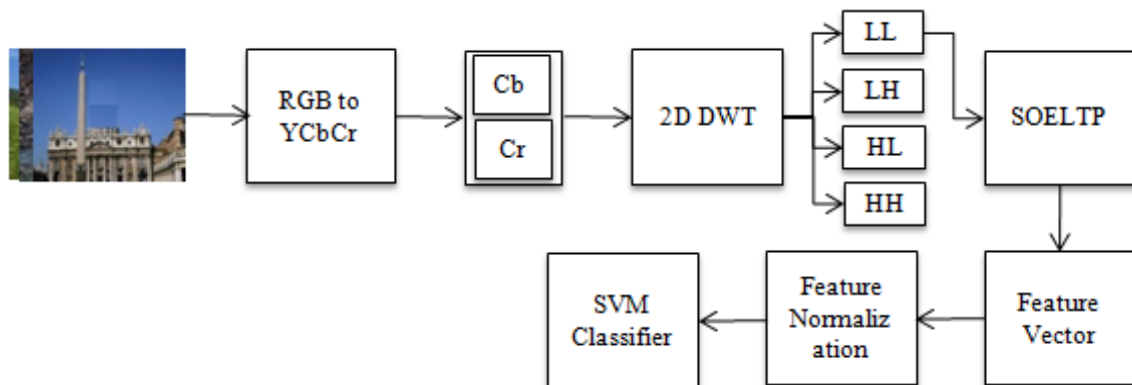 RGB to
YCbCr
Cb
Cr
2D DWT
LL
LH
HL
HH
SOELTP
Feature
Vector
Feature
Normaliz
ation
SVM
Classifier